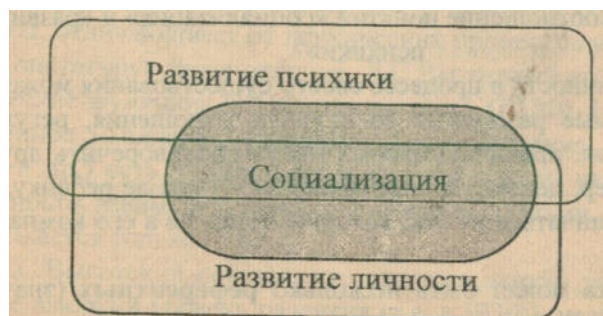 Развитие психики
Социализация
Развитие личности